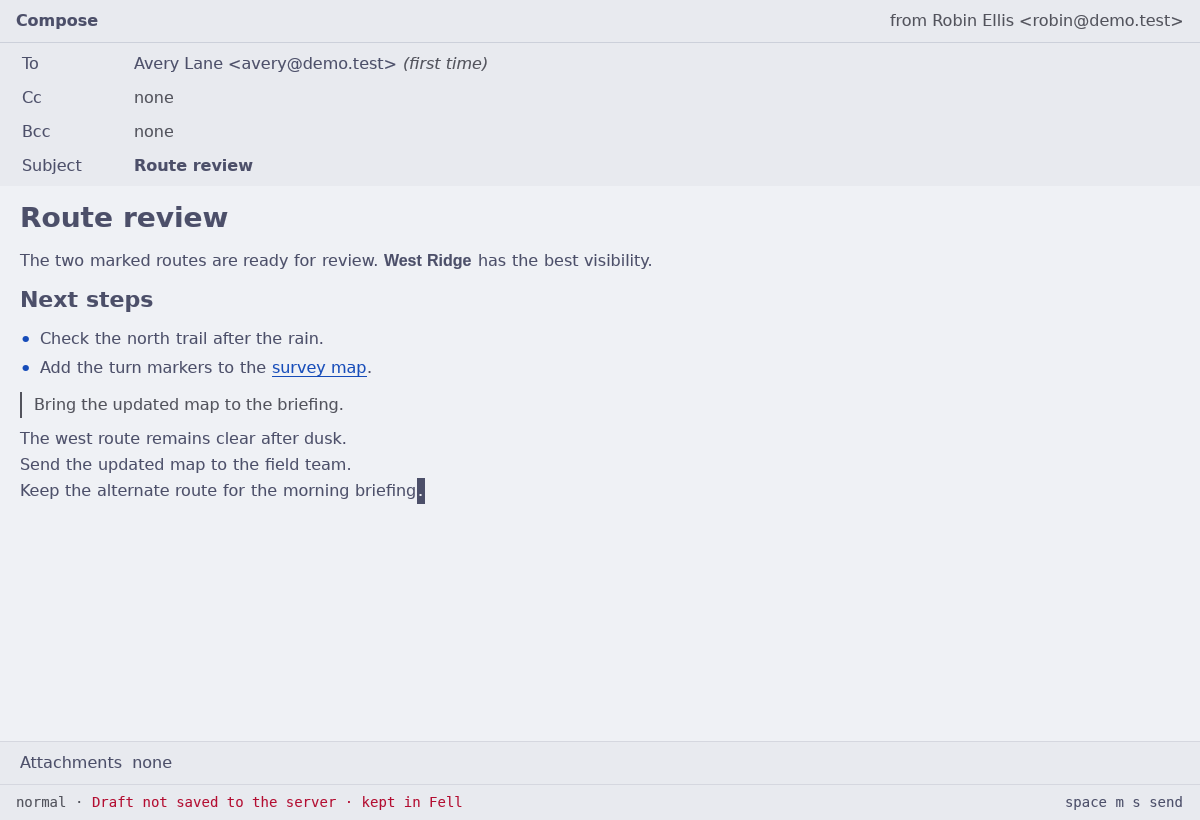 Compose
from Robin Ellis <robin@demo.test>
To Avery Lane <avery@demo.test> (first time)
Cc none
Bcc none
Subject Route review
Route review
The two marked routes are ready for review. West Ridge has the best visibility.
Next steps
• Check the north trail after the rain.
• Add the turn markers to the survey map.
Bring the updated map to the briefing.
The west route remains clear after dusk.
Send the updated map to the field team.
Keep the alternate route for the morning briefing.
Attachments none
normal · Draft not saved to the server · kept in Fell
space m s send